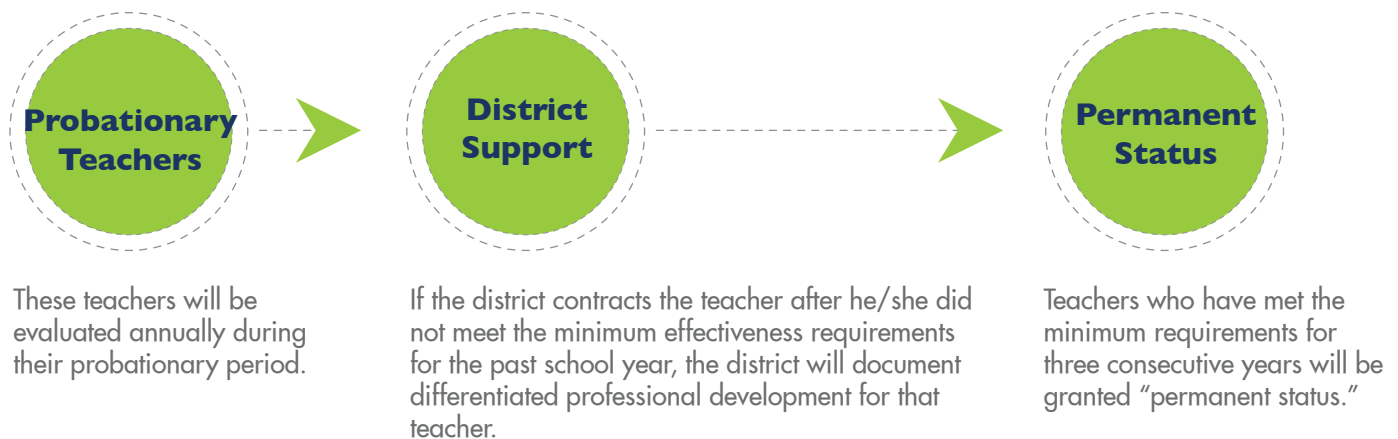 Probationary
Teachers
District
Support
Permanent
Status
These teachers will be
evaluated annually during
their probationary period.
If the district contracts the teacher after he/she did
not meet the minimum effectiveness requirements
for the past school year, the district will document
differentiated professional development for that
teacher.
Teachers who have met the
minimum requirements for
three consecutive years will be
granted “permanent status.”